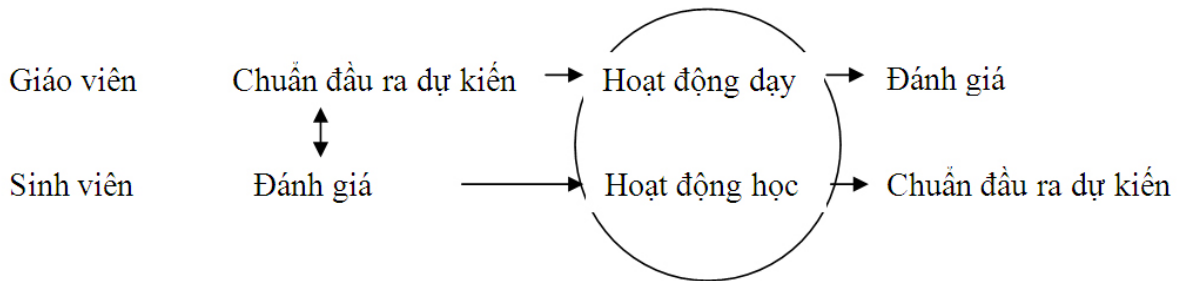 Giáo viên Chuẩn đầu ra dự kiến Hoạt động dạy Đánh giá
Sinh viên Đánh giá Hoạt động học Chuẩn đầu ra dự kiến